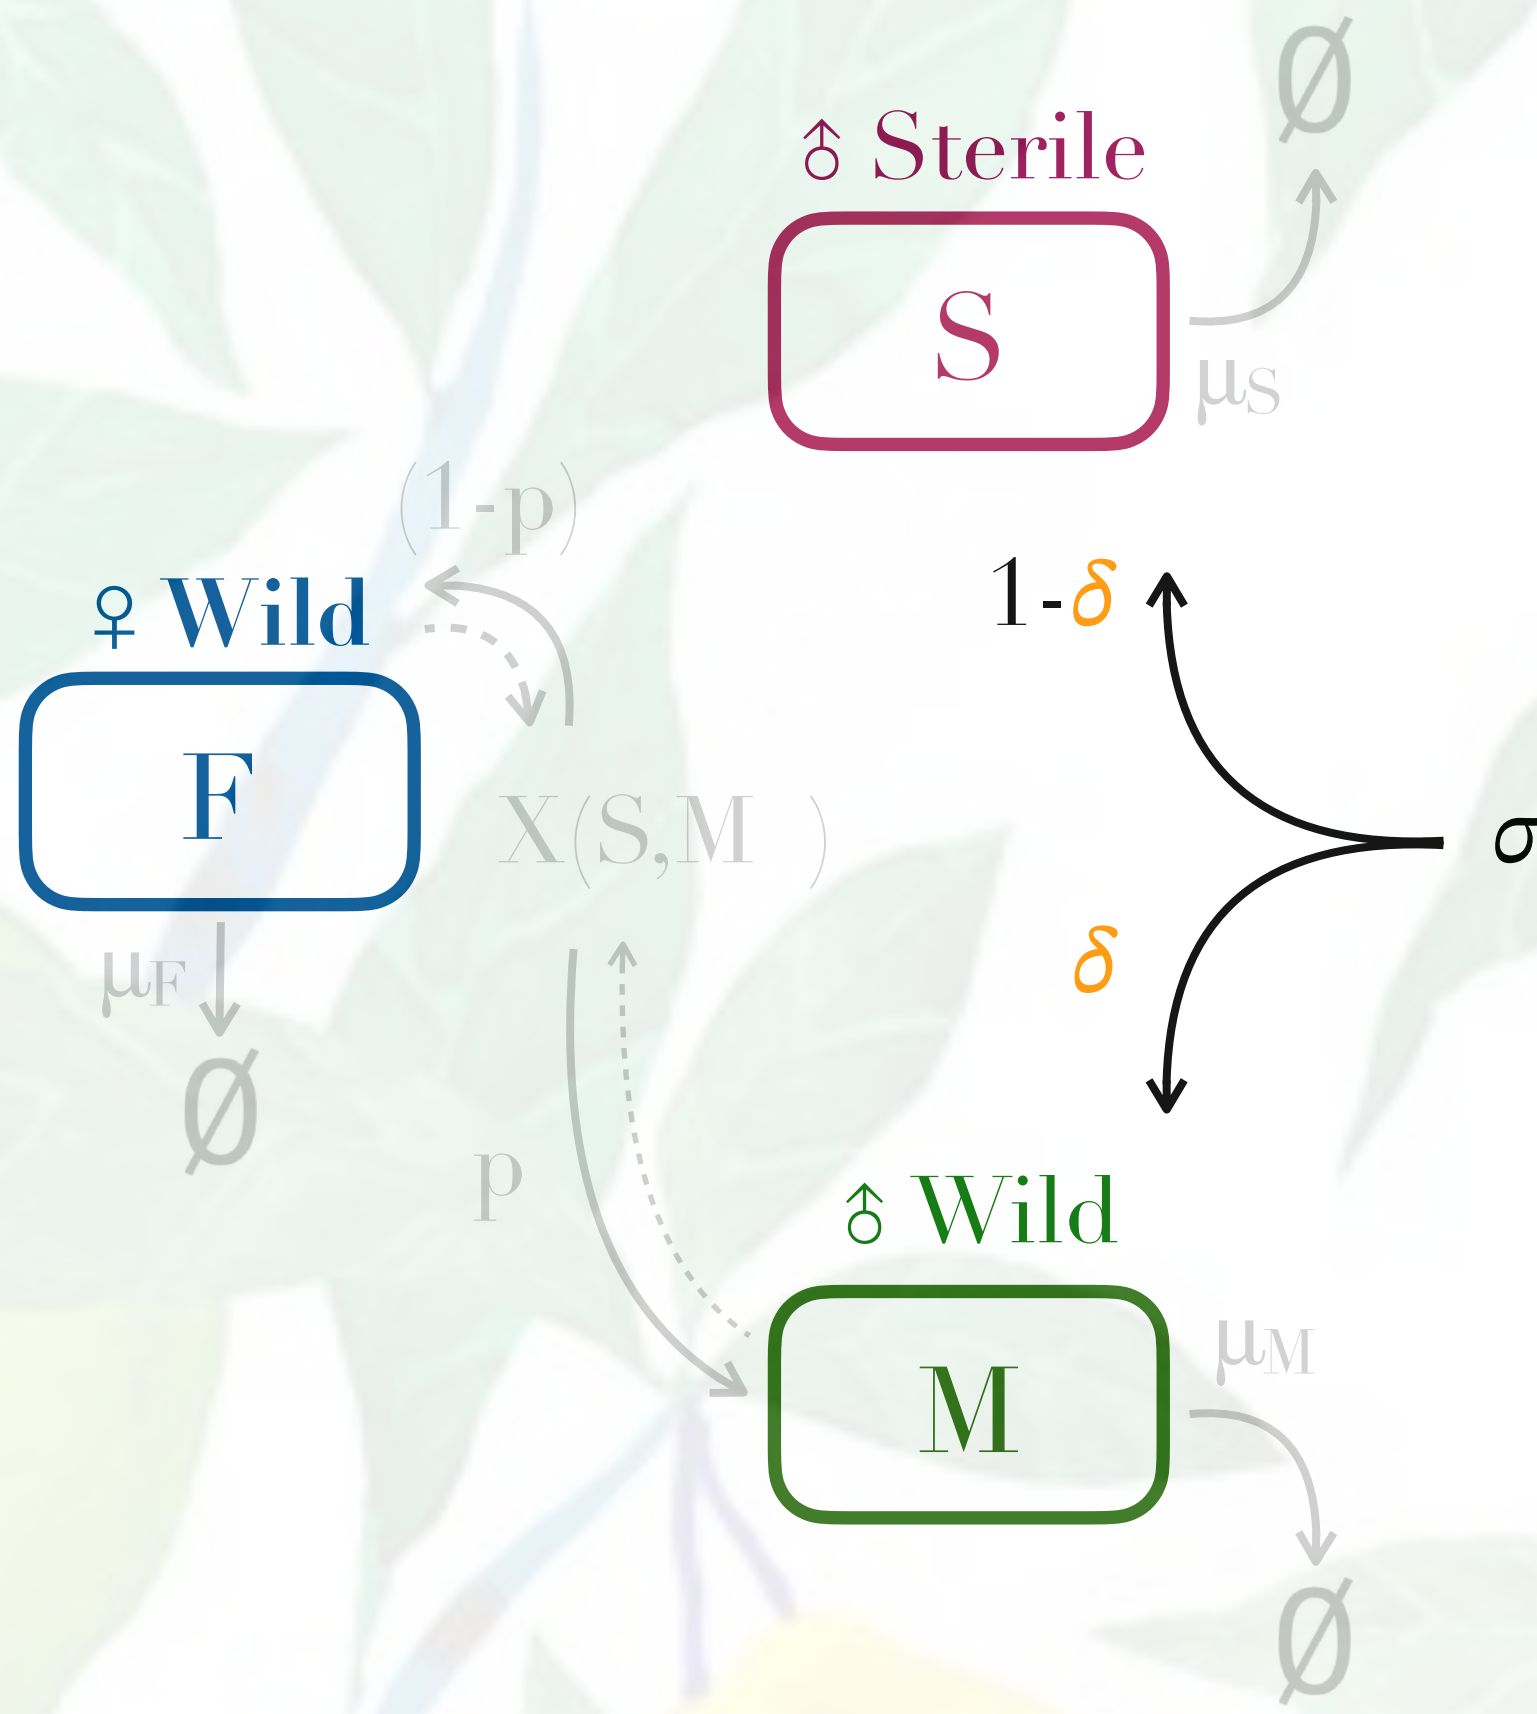 Ø
♂ Sterile
S
μS
(1-p)
1-δ
♀ Wild
F
X(S,M )
σ
μF
δ
Ø
p
♂ Wild
M
μM
Ø